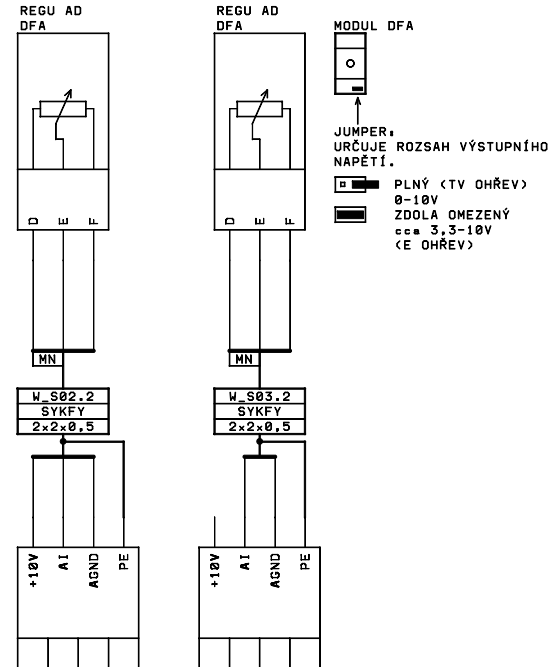 REGU AD
DFA
REGU AD
DFA
MODUL DFA
JUMPER:
URČUJE ROZSAH VÝSTUPNÍHO
NAPĚTÍ.
PLNÝ (TV OHŘEV)
0-10V
ZDOLA OMEZENÝ
cca 3,3-10V
(E OHŘEV)
D E F
D E F
MN
MN
W_S02.2
SYKFY
2x2x0,5
W_S03.2
SYKFY
2x2x0,5
+10V AI AGND PE
+10V AI AGND PE